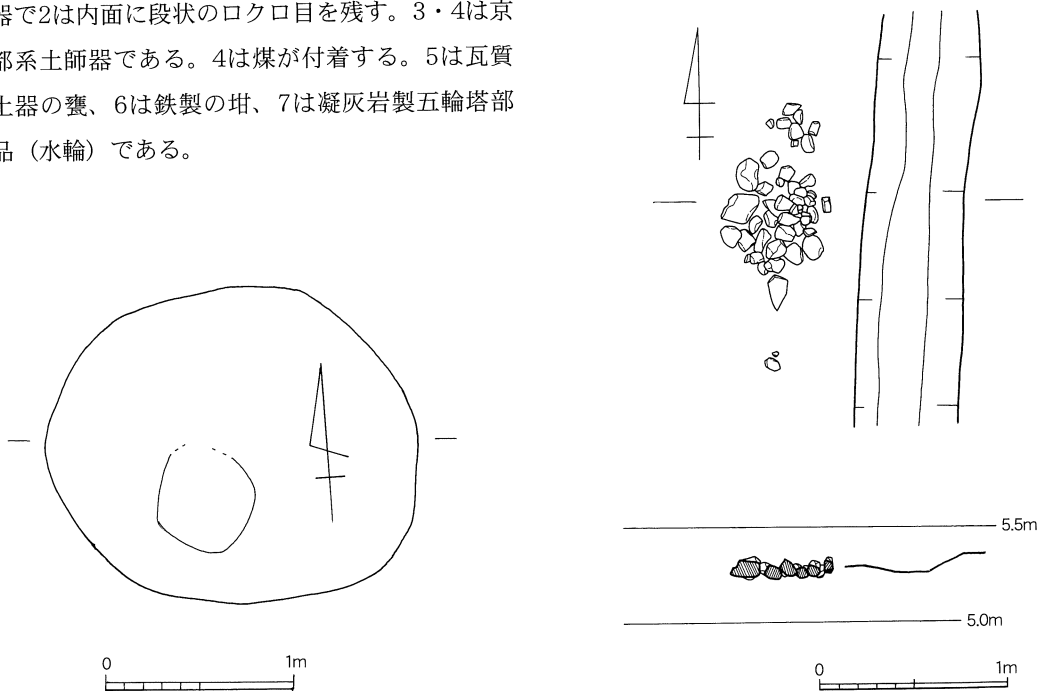 器で2は内面に段状のロクロ目を残す。3・4は京
都系土師器である。4は煤が付着する。5は瓦質
土器の甕、6は鉄製の坩、7は凝灰岩製五輪塔部
品（水輪）である。
0 1m
5.5m
5.0m
0 1m